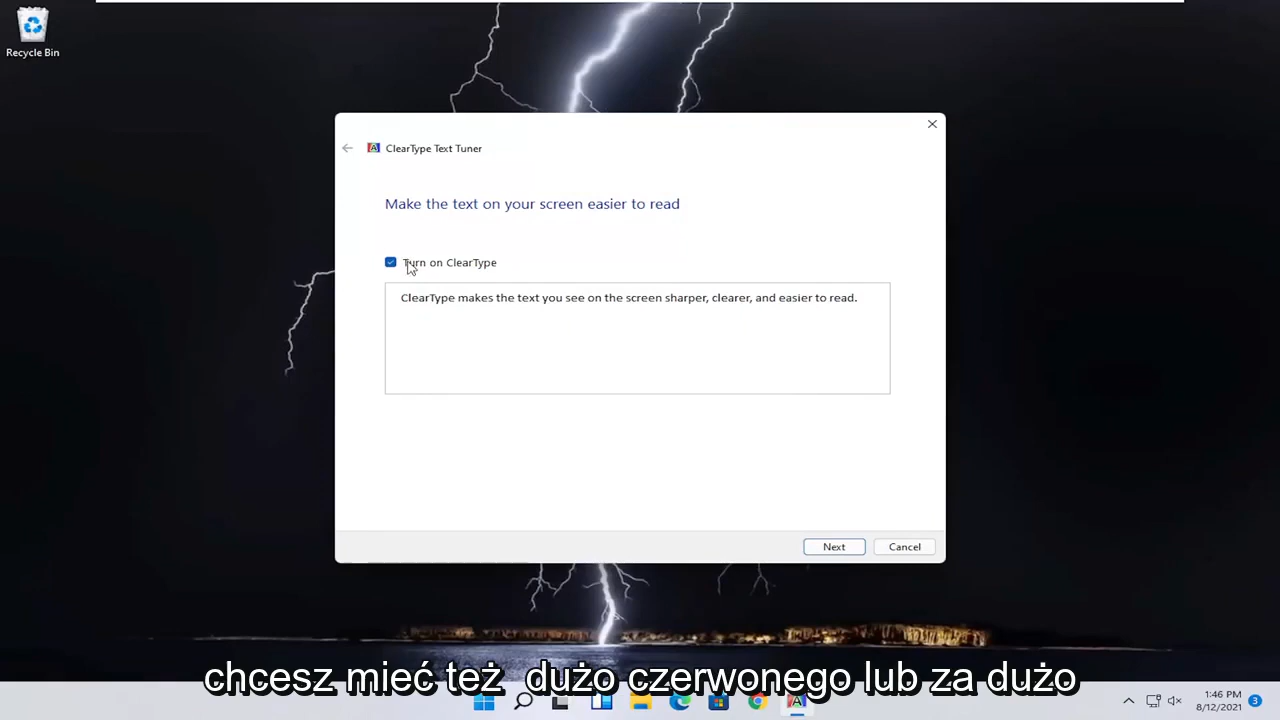 Recycle Bin
ClearType Text Tuner
Make the text on your screen easier to read
Turn on ClearType
ClearType makes the text you see on the screen sharper, clearer, and easier to read.
Next
Cancel
chcesz mieć też dużo czerwonego lub za dużo
1:46 PM
8/12/2021
3